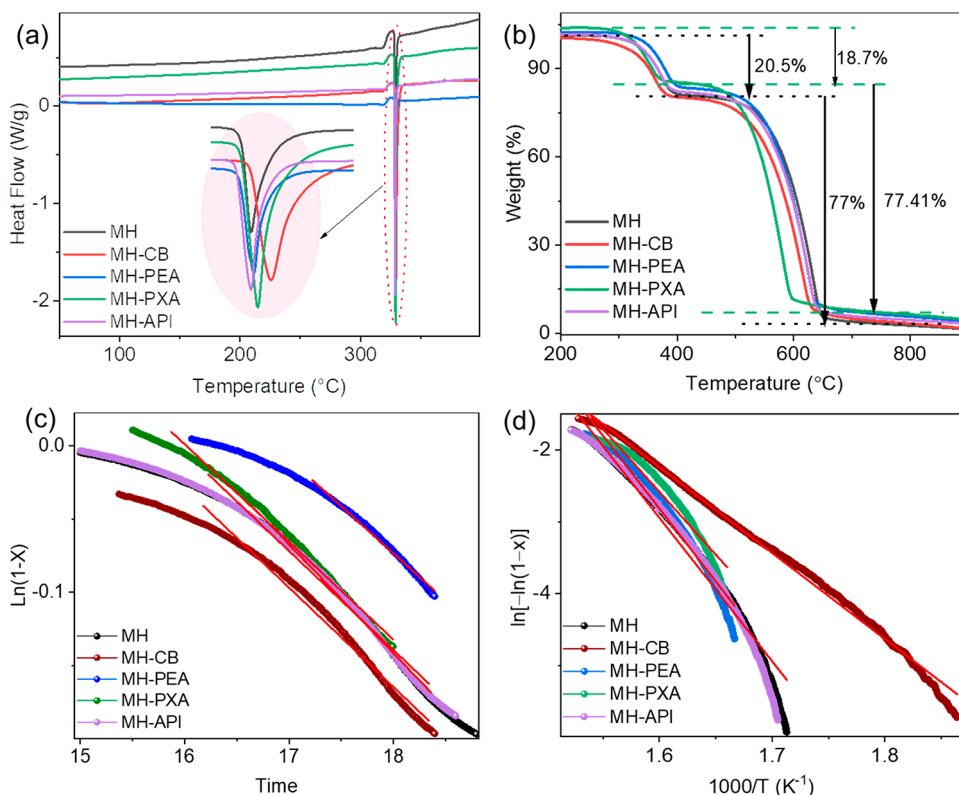 (a)
Heat Flow (W/g)
0
-1
-2
MH
MH-CB
MH-PEA
MH-PXA
MH-API
100
200
300
Temperature (°C)
(b)
Weight (%)
90
60
30
0
20.5%
18.7%
77%
77.41%
MH
MH-CB
MH-PEA
MH-PXA
MH-API
200
400
600
800
Temperature (°C)
(c)
Ln(1-X)
0.0
-0.1
MH
MH-CB
MH-PEA
MH-PXA
MH-API
15
16
17
18
Time
(d)
ln[−ln(1−x)]
-2
-4
MH
MH-CB
MH-PEA
MH-PXA
MH-API
1.6
1.7
1.8
1000/T (K⁻¹)